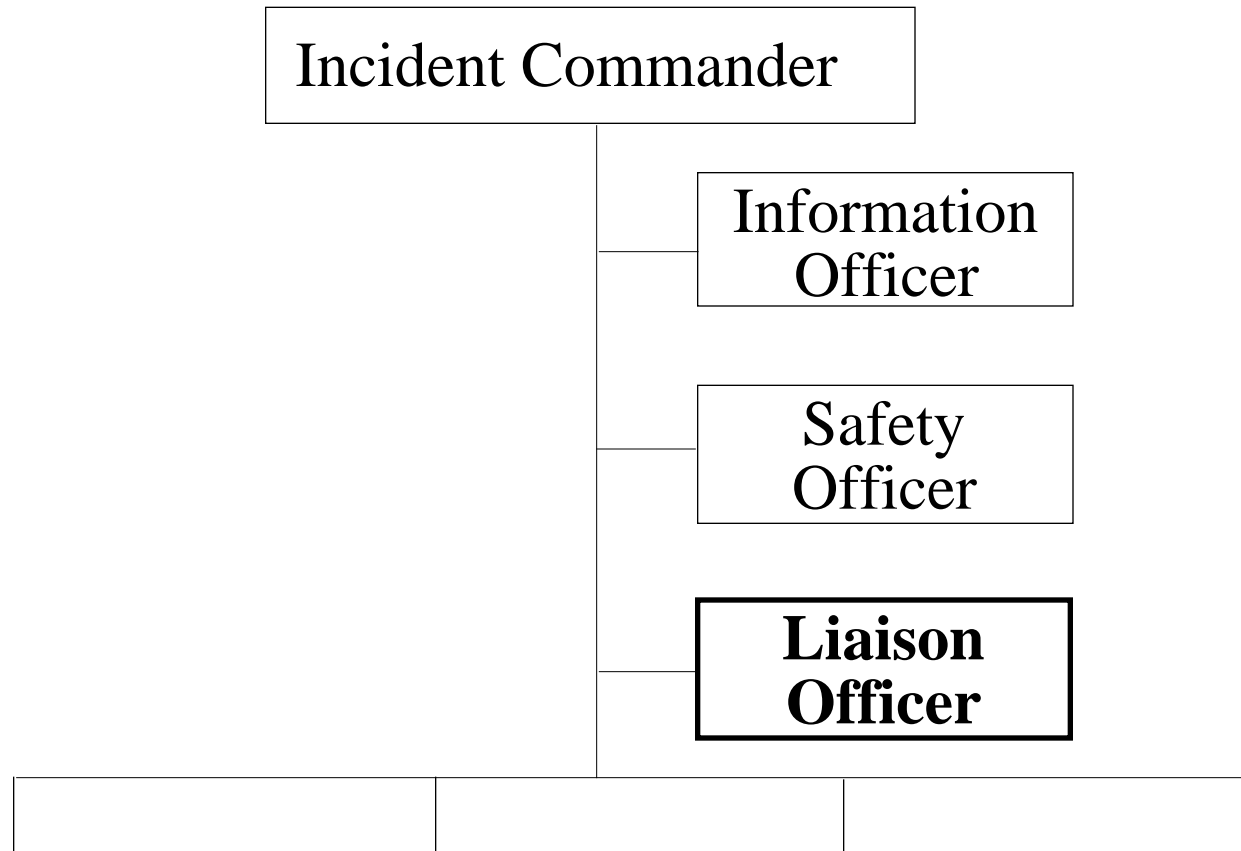 Incident Commander
Information
Officer
Safety
Officer
Liaison
Officer